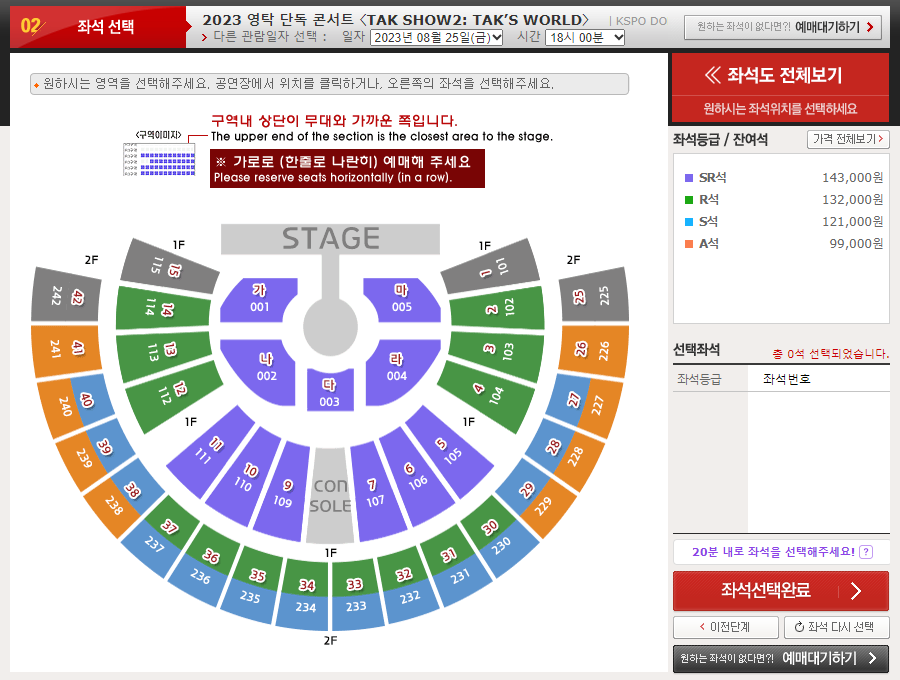 02 좌석 선택
2023 영탁 단독 콘서트 <TAK SHOW2: TAK'S WORLD> | KSPO DO
다른 관람일자 선택 : 일자 2023년 08월 25일(금) 시간 18시 00분
원하는 좌석이 없다면?! 예매대기하기
원하시는 영역을 선택해주세요. 공연장에서 위치를 클릭하거나, 오른쪽의 좌석을 선택해주세요.
구역내 상단이 무대와 가까운 쪽입니다.
<구역이미지>
The upper end of the section is the closest area to the stage.
※ 가로로 (한줄로 나란히) 예매해 주세요
Please reserve seats horizontally (in a row).
STAGE
1F
1F
2F
2F
115 15
1 101
242 42
25 225
114 14
가
001
마
005
2 102
241 41
113 13
나
002
다
003
라
004
3 103
26 226
112 12
4 104
240 40
27 227
1F
1F
239 39
11
111
10
110
9
109
CON
SOLE
7
107
6
106
5
105
28 228
238 38
29 229
37
237
36
236
35
235
34
234
33
233
32
232
31
231
30
230
1F
2F
좌석도 전체보기
원하시는 좌석위치를 선택하세요
좌석등급 / 잔여석 가격 전체보기
SR석 143,000원
R석 132,000원
S석 121,000원
A석 99,000원
선택좌석 총 0석 선택되었습니다.
좌석등급 좌석번호
20분 내로 좌석을 선택해주세요! ?
좌석선택완료
이전단계 좌석 다시 선택
원하는 좌석이 없다면?! 예매대기하기